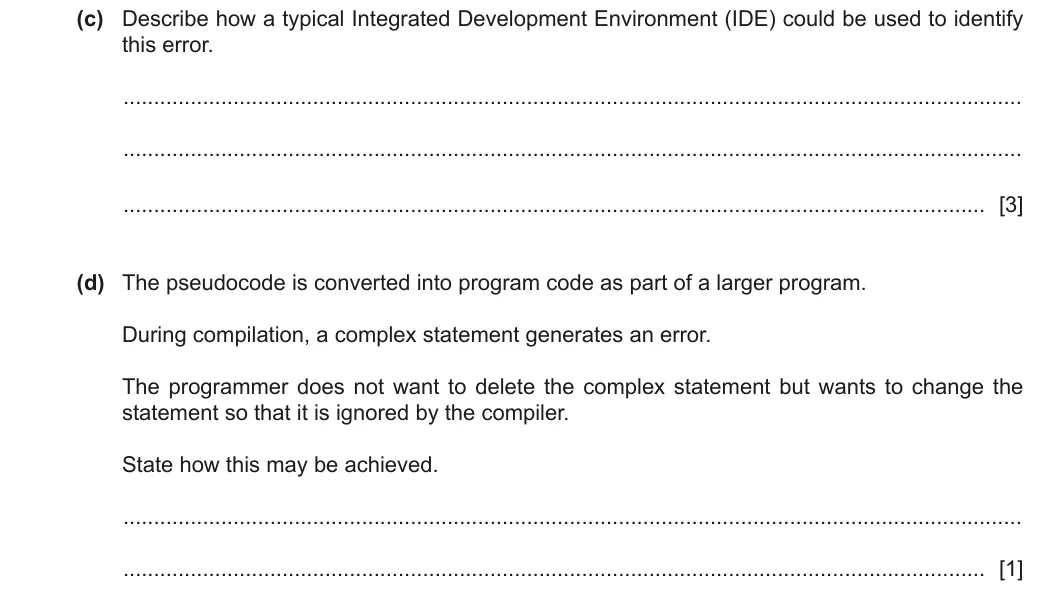 (c) Describe how a typical Integrated Development Environment (IDE) could be used to identify
this error.
..........................................................................................................................................................
..........................................................................................................................................................
.................................................................................................................................................... [3]
(d) The pseudocode is converted into program code as part of a larger program.
During compilation, a complex statement generates an error.
The programmer does not want to delete the complex statement but wants to change the
statement so that it is ignored by the compiler.
State how this may be achieved.
..........................................................................................................................................................
.................................................................................................................................................... [1]